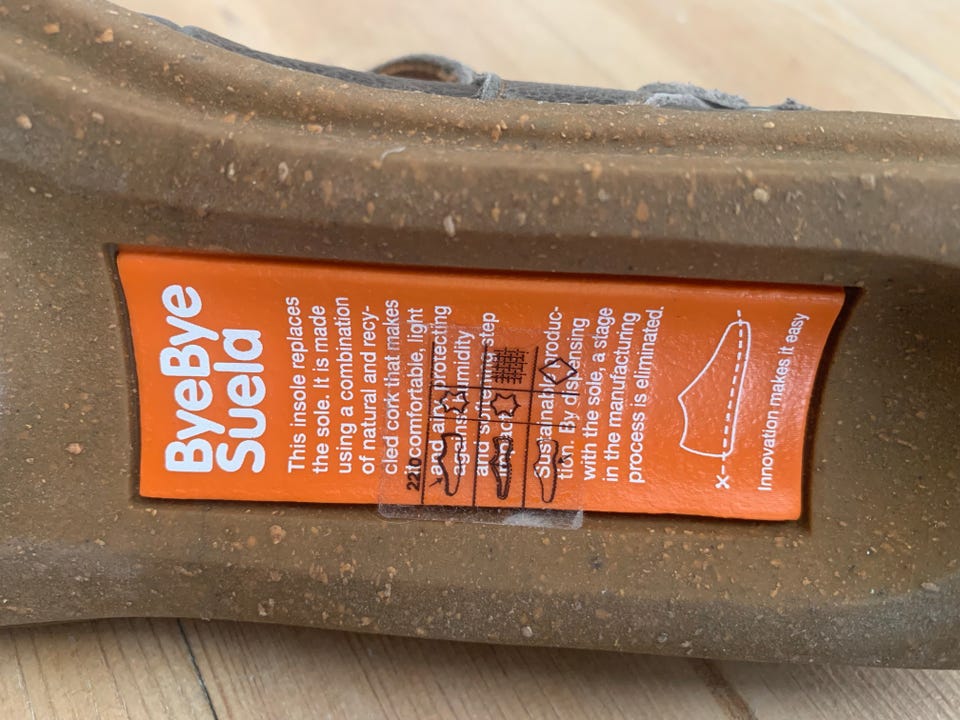 ByeBye
Suela
This insole replaces
the sole. It is made
using a combination
of natural and recy-
cled cork that makes
it comfortable, light
and airy, protecting
against humidity
and softening step
impact.
Sustainable produc-
tion. By dispensing
with the sole, a stage
in the manufacturing
process is eliminated.
x
Innovation makes it easy
2210